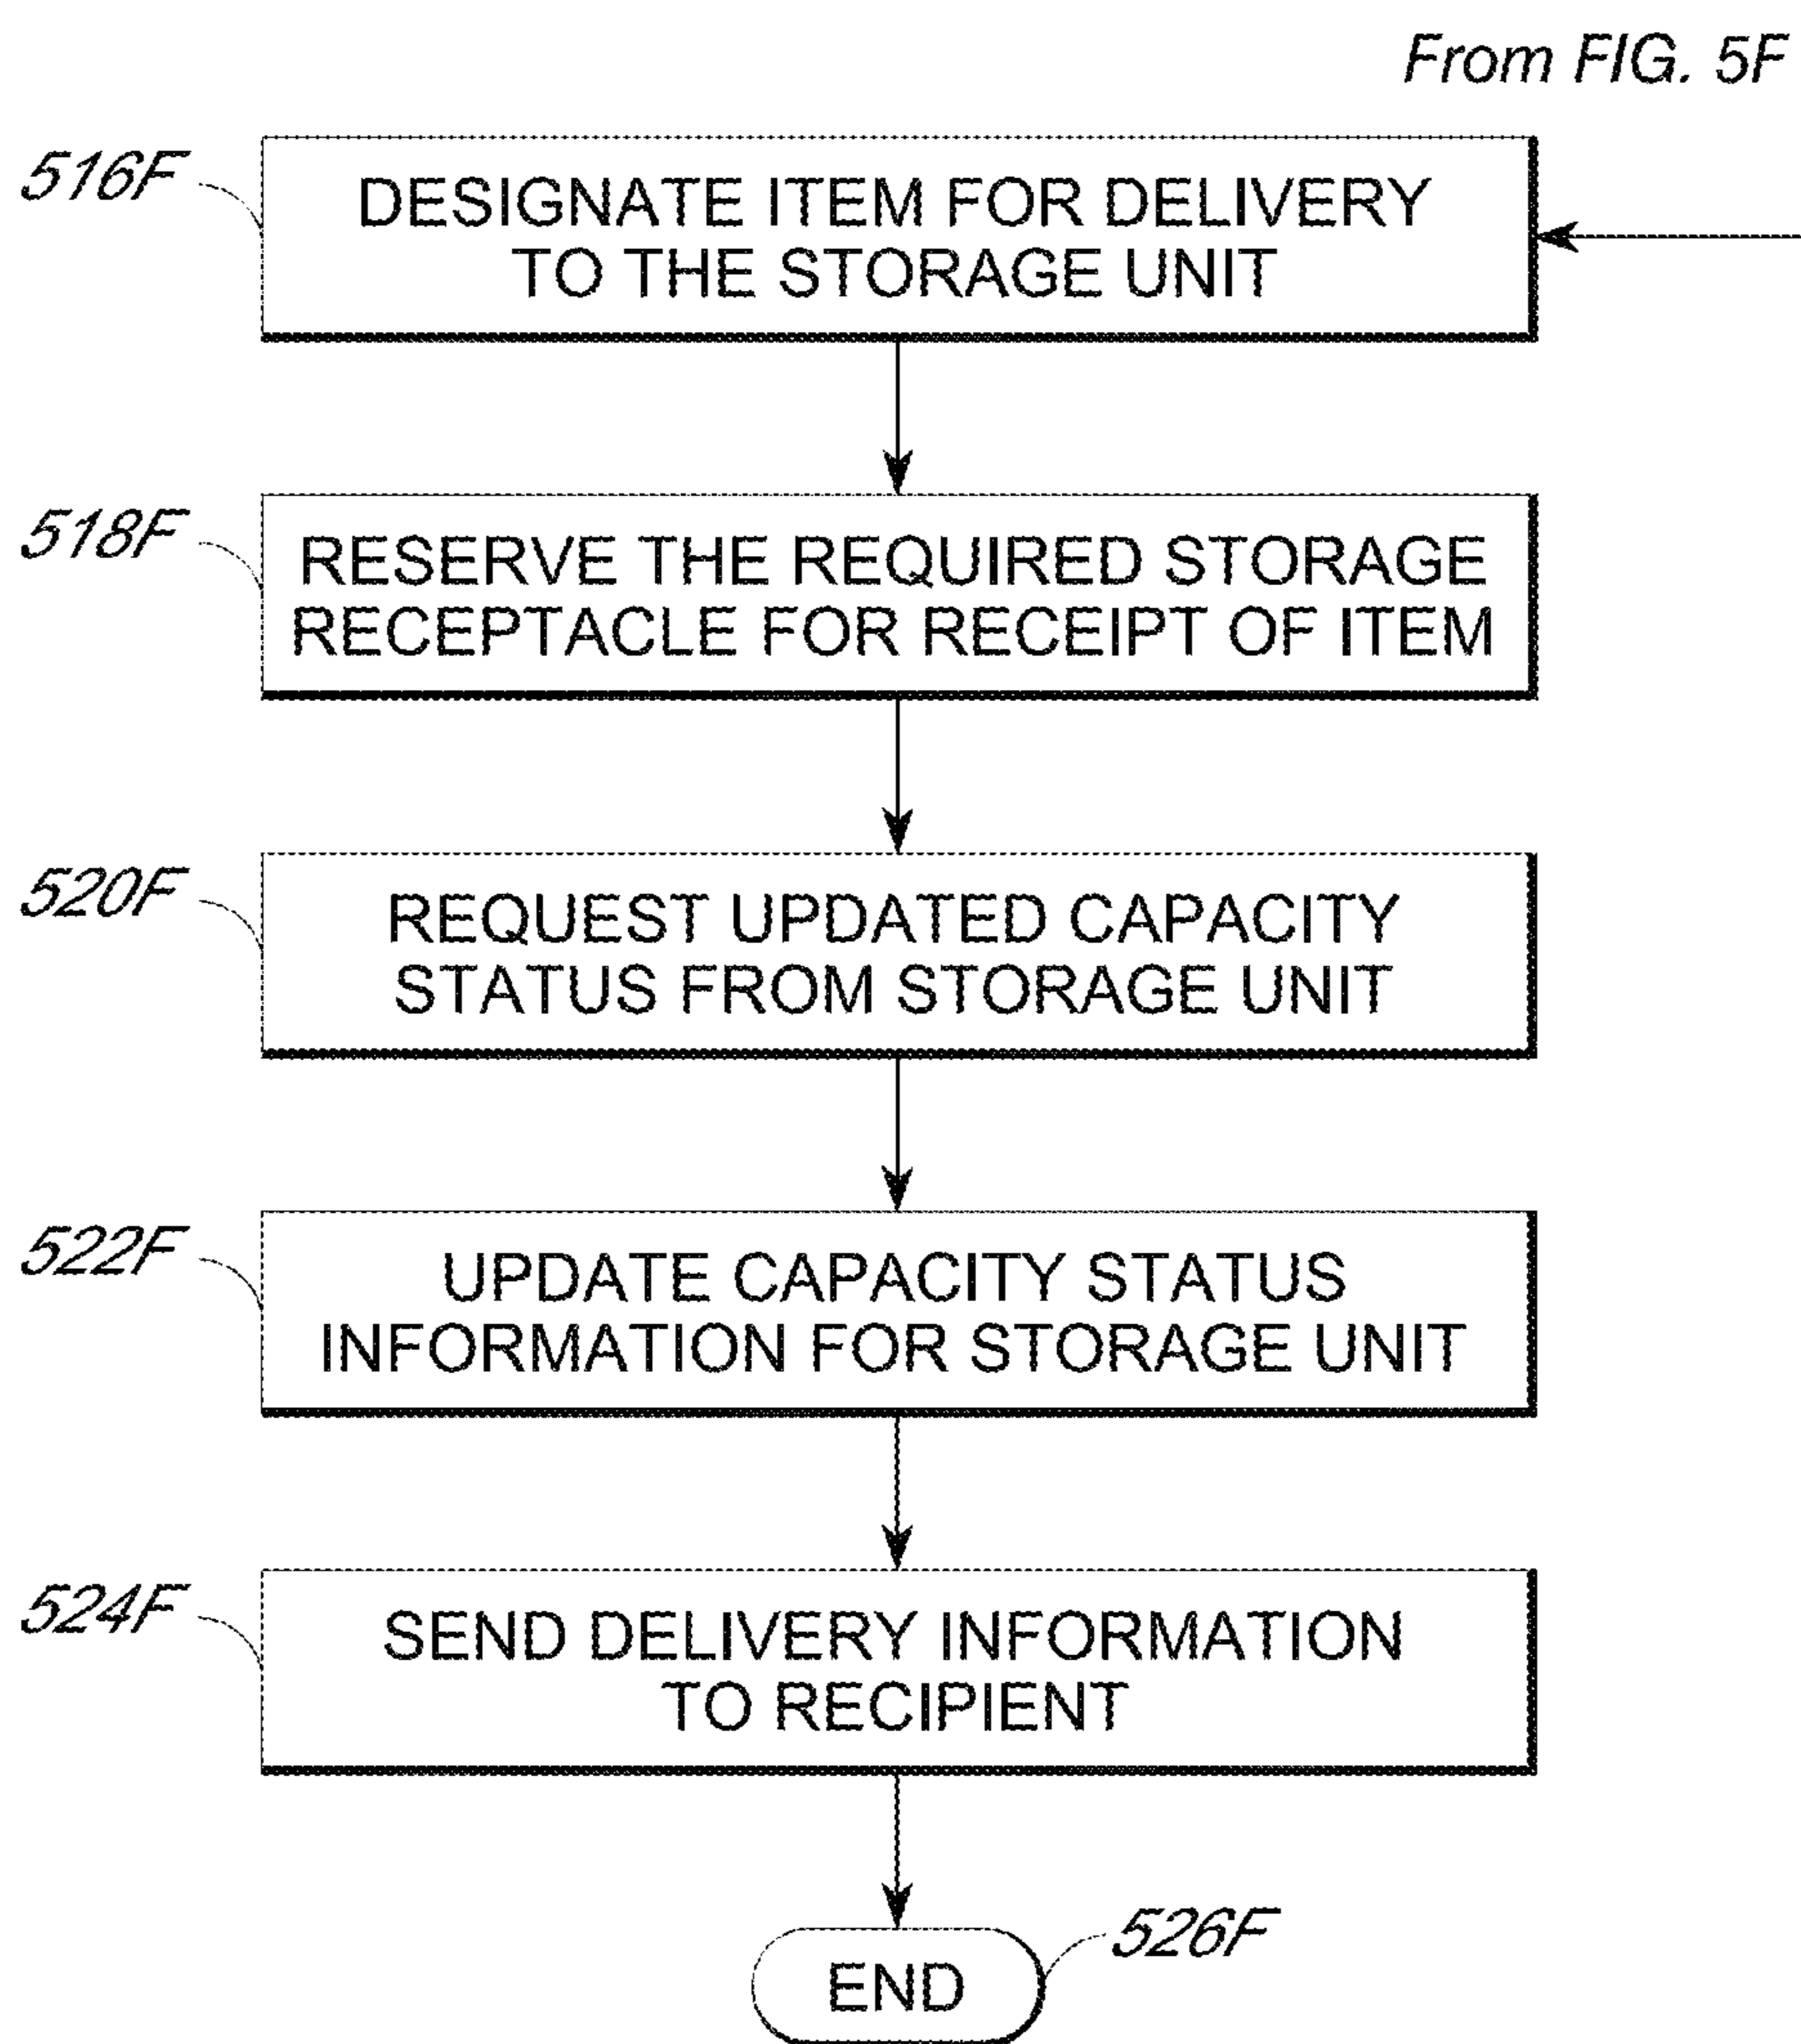 From FIG. 5F
516F
DESIGNATE ITEM FOR DELIVERY
TO THE STORAGE UNIT
518F
RESERVE THE REQUIRED STORAGE
RECEPTACLE FOR RECEIPT OF ITEM
520F
REQUEST UPDATED CAPACITY
STATUS FROM STORAGE UNIT
522F
UPDATE CAPACITY STATUS
INFORMATION FOR STORAGE UNIT
524F
SEND DELIVERY INFORMATION
TO RECIPIENT
526F
END